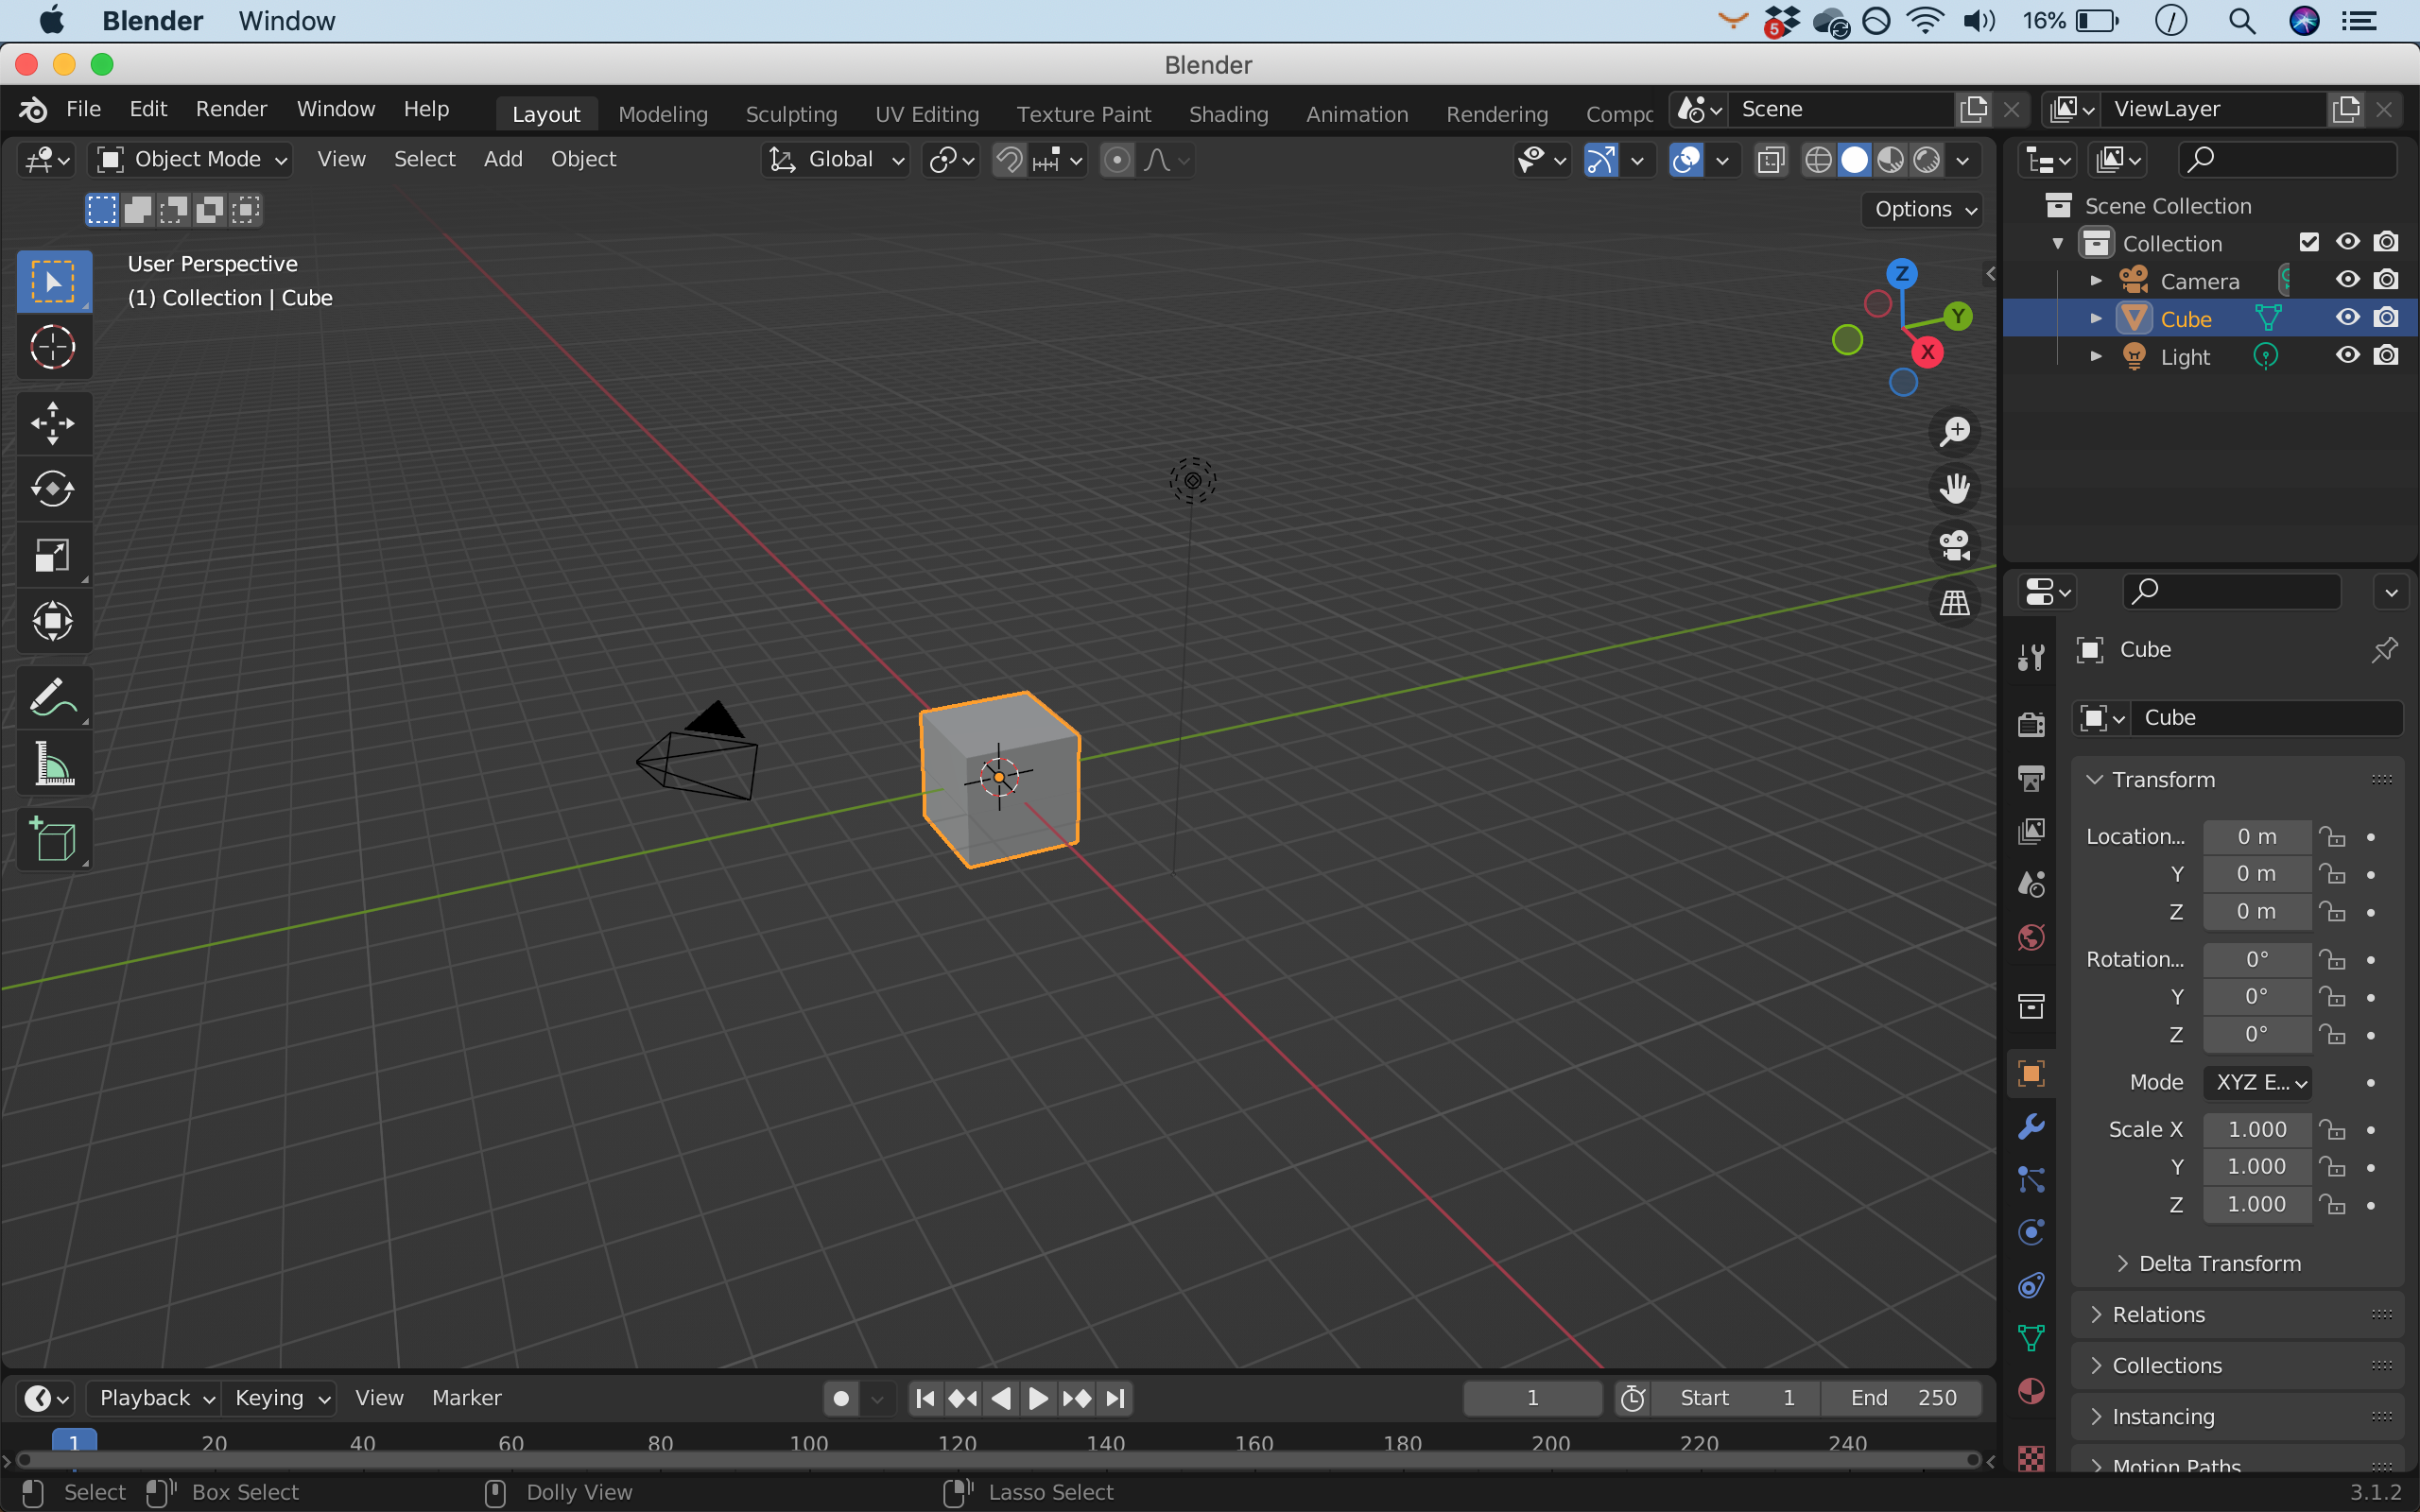 Blender Window 5 16%
Blender
File Edit Render Window Help Layout Modeling Sculpting UV Editing Texture Paint Shading Animation Rendering Compc Scene ViewLayer
Object Mode View Select Add Object Global
Options
User Perspective
(1) Collection | Cube
Z
Y
X
Scene Collection
Collection
Camera
Cube
Light
Cube
Cube
Transform
Location... 0 m
Y 0 m
Z 0 m
Rotation... 0°
Y 0°
Z 0°
Mode XYZ E...
Scale X 1.000
Y 1.000
Z 1.000
Delta Transform
Relations
Collections
Instancing
Motion Paths
Playback Keying View Marker 1 Start 1 End 250
1 20 40 60 80 100 120 140 160 180 200 220 240
Select Box Select Dolly View Lasso Select 3.1.2